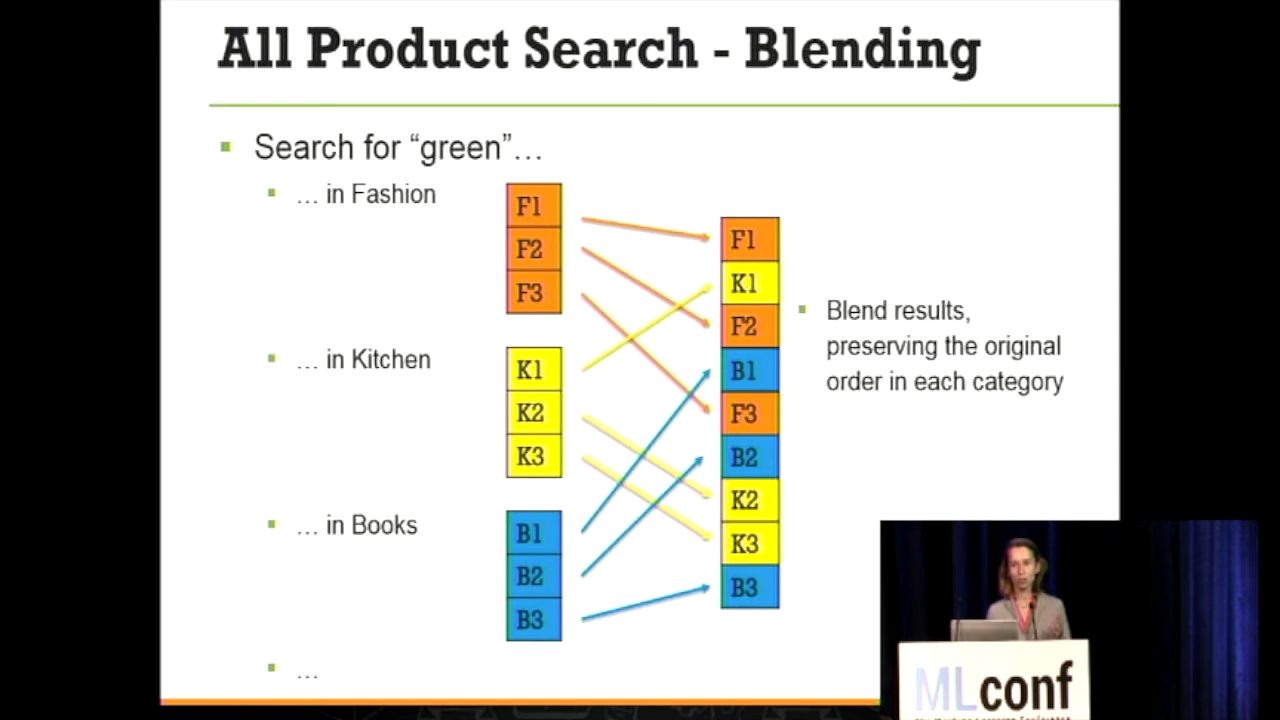 All Product Search - Blending
Search for “green”…
… in Fashion
F1
F2
F3
… in Kitchen
K1
K2
K3
… in Books
B1
B2
B3
…
F1
K1
F2
B1
F3
B2
K2
K3
B3
Blend results,
preserving the original
order in each category
MLconf